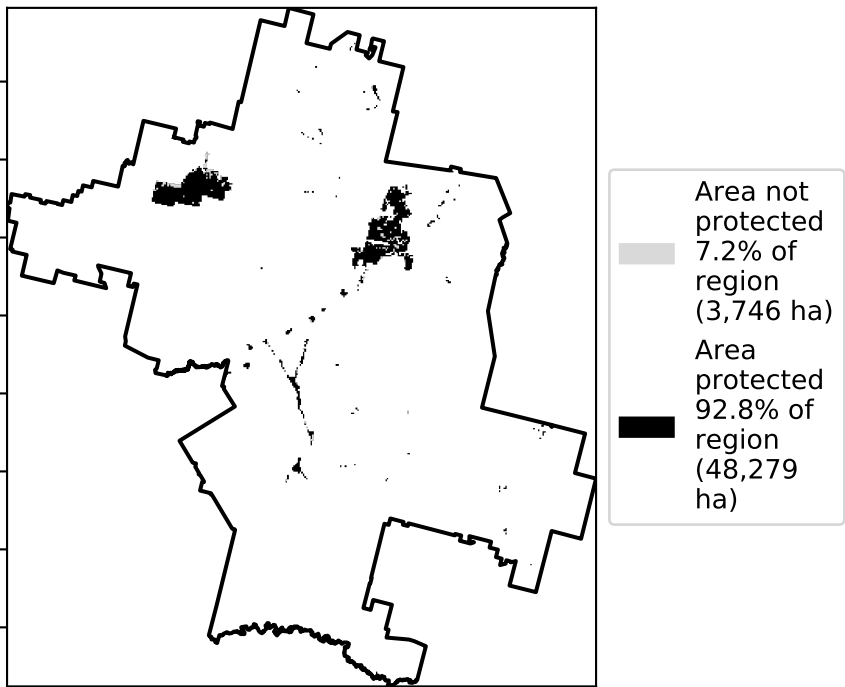 Area not
protected
7.2% of
region
(3,746 ha)
Area
protected
92.8% of
region
(48,279
ha)